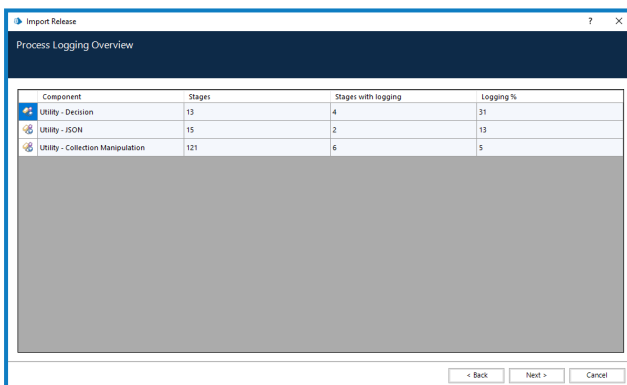 Import Release ? ×
Process Logging Overview
Component Stages Stages with logging Logging %
Utility - Decision 13 4 31
Utility - JSON 15 2 13
Utility - Collection Manipulation 121 6 5
< Back Next > Cancel